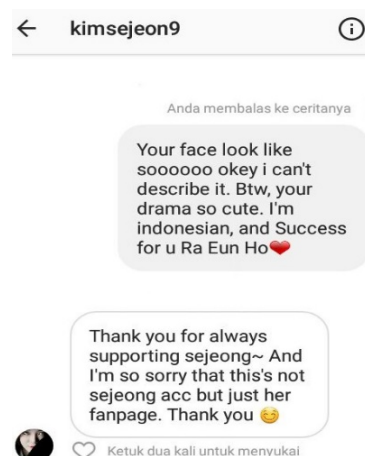 kimsejeon9
Anda membalas ke ceritanya
Your face look like
soooooo okey i can't
describe it. Btw, your
drama so cute. I'm
indonesian, and Success
for u Ra Eun Ho❤
Thank you for always
supporting sejeong~ And
I'm so sorry that this's not
sejeong acc but just her
fanpage. Thank you 😊
Ketuk dua kali untuk menyukai